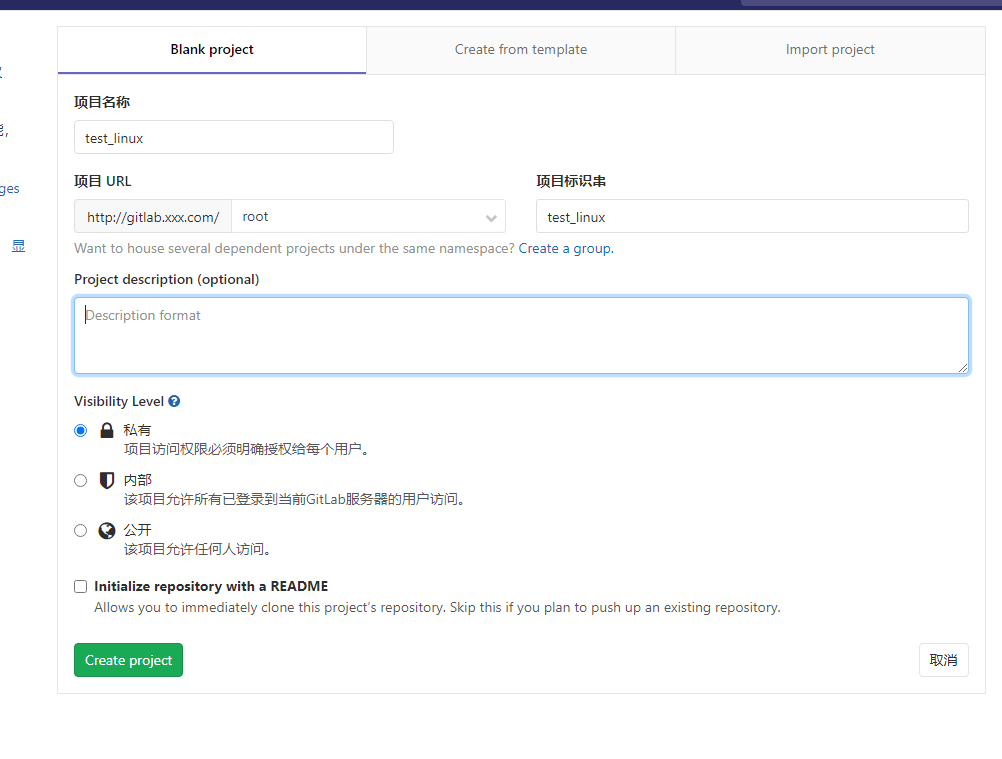 Blank project
Create from template
Import project
项目名称
test_linux
项目 URL
项目标识串
http://gitlab.xxx.com/
root
test_linux
Want to house several dependent projects under the same namespace? Create a group.
Project description (optional)
Description format
Visibility Level
私有
项目访问权限必须明确授权给每个用户。
内部
该项目允许所有已登录到当前GitLab服务器的用户访问。
公开
该项目允许任何人访问。
Initialize repository with a README
Allows you to immediately clone this project’s repository. Skip this if you plan to push up an existing repository.
Create project
取消
ges
显